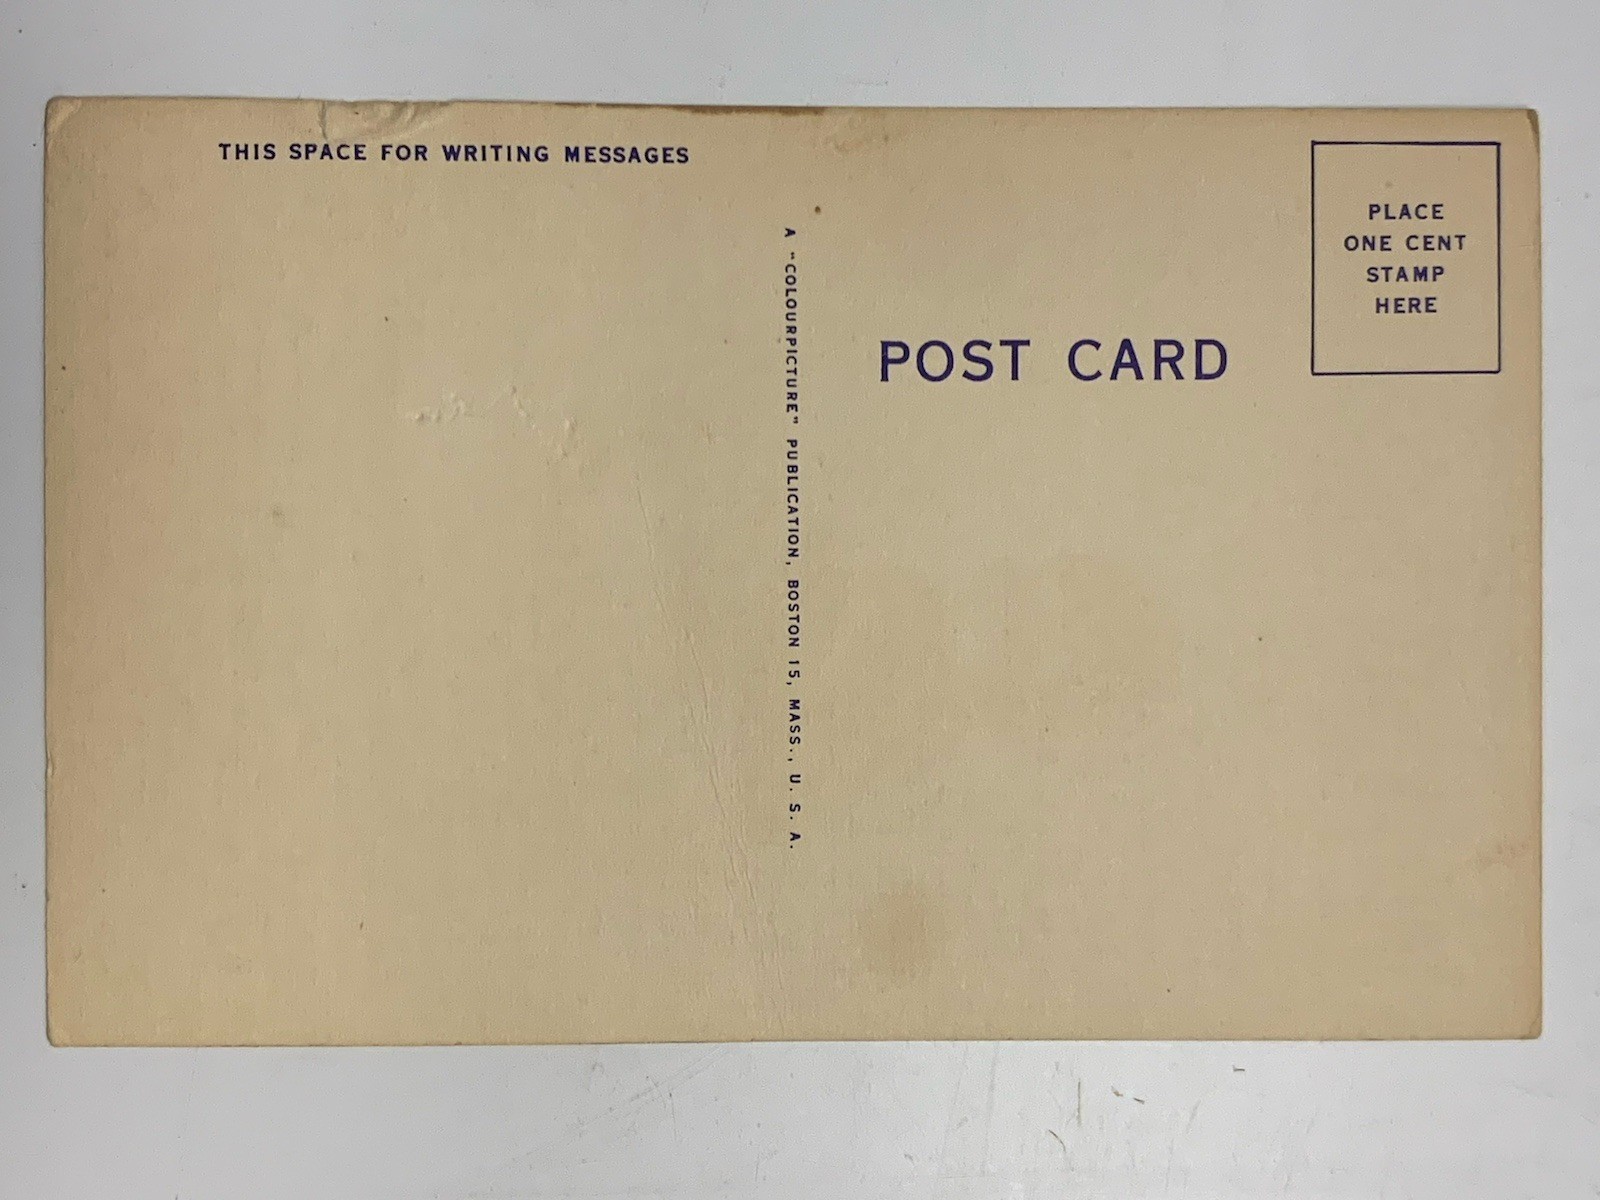 THIS SPACE FOR WRITING MESSAGES
A "COLOURPICTURE" PUBLICATION, BOSTON 15, MASS., U. S. A.
POST CARD
PLACE
ONE CENT
STAMP
HERE